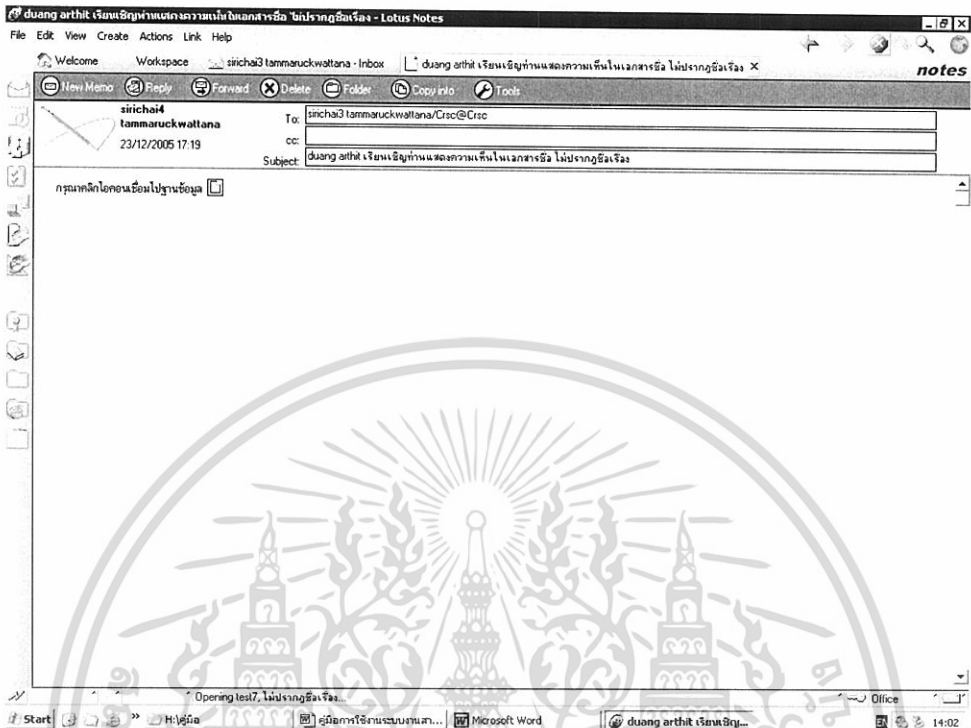 duang arthit เรียนเชิญท่านแสดงความเห็นในเอกสารชื่อ ไม่ปรากฎชื่อเรื่อง - Lotus Notes
File Edit View Create Actions Link Help
Welcome Workspace sirichai3 tammaruckwattana - Inbox duang arthit เรียนเชิญท่านแสดงความเห็นในเอกสารชื่อ ไม่ปรากฎชื่อเรื่อง X
notes
New Memo Reply Forward Delete Folder Copy into Tools
sirichai4 tammaruckwattana
23/12/2005 17:19
To: sirichai3 tammaruckwattana/Crsc@Crsc
cc:
Subject: duang arthit เรียนเชิญท่านแสดงความเห็นในเอกสารชื่อ ไม่ปรากฎชื่อเรื่อง
กรุณาคลิกไอคอนเชื่อมไปฐานข้อมูล
Opening test7, ไม่ปรากฎชื่อเรื่อง...
Office
Start H:\คู่มือ คู่มือการใช้งานระบบงานสา... Microsoft Word duang arthit เรียนเชิญ... EN 14:02